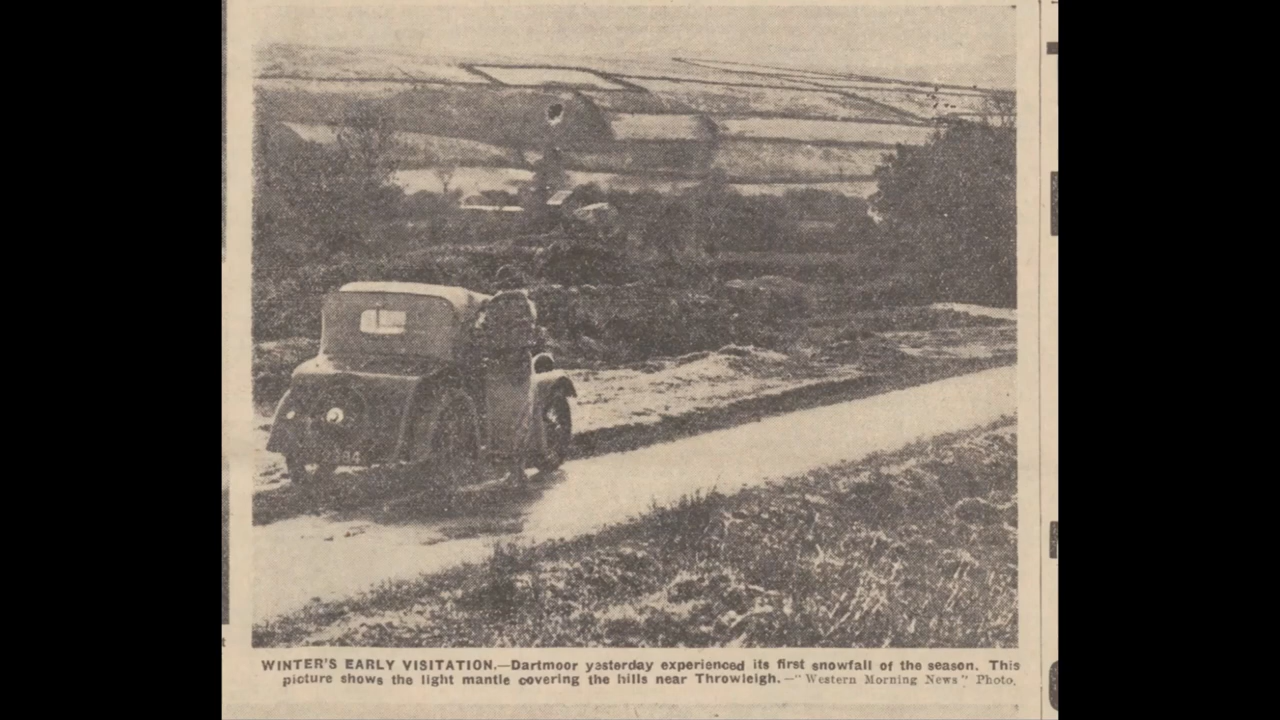 WINTER'S EARLY VISITATION.—Dartmoor yesterday experienced its first snowfall of the season. This
picture shows the light mantle covering the hills near Throwleigh.—"Western Morning News" Photo.